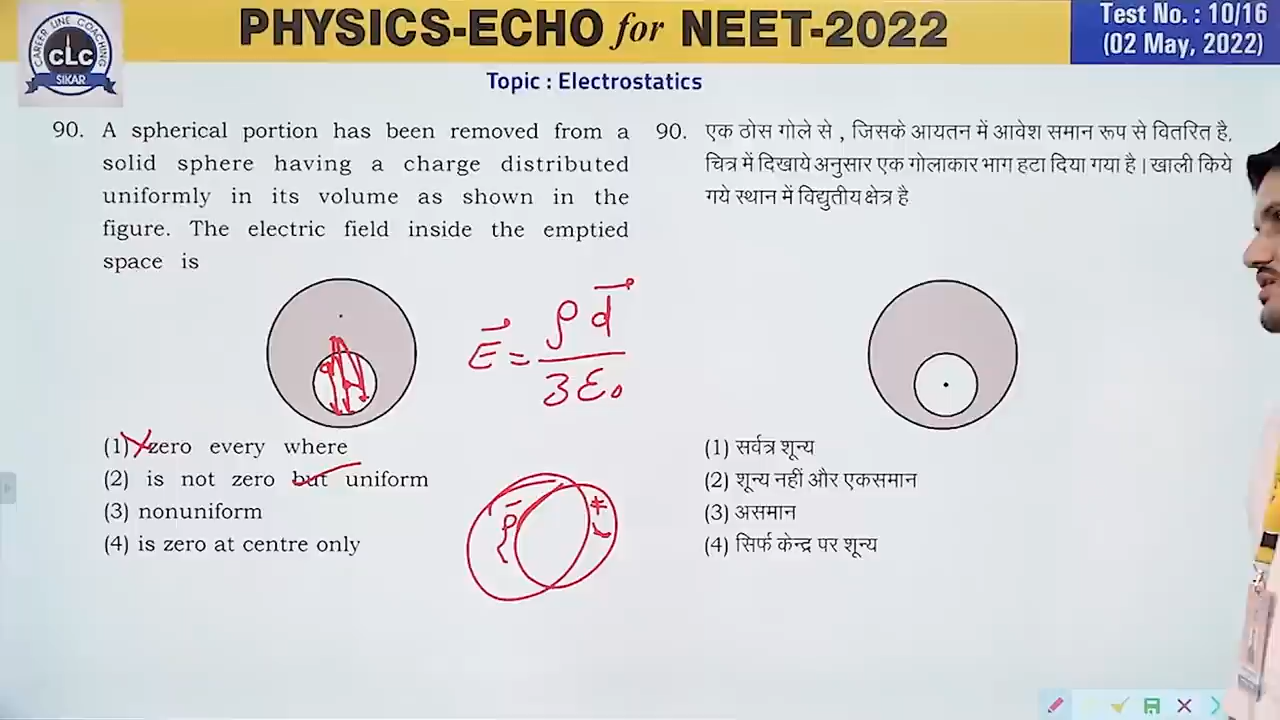 PHYSICS-ECHO for NEET-2022
Test No. : 10/16
(02 May, 2022)
CAREER LINE COACHING
CLC
SIKAR
Topic : Electrostatics
90. A spherical portion has been removed from a
solid sphere having a charge distributed
uniformly in its volume as shown in the
figure. The electric field inside the emptied
space is
E = ρd / 3ε₀
(1) zero every where
(2) is not zero but uniform
(3) nonuniform
(4) is zero at centre only
90. एक ठोस गोले से , जिसके आयतन में आवेश समान रूप से वितरित है,
चित्र में दिखाये अनुसार एक गोलाकार भाग हटा दिया गया है। खाली किये
गये स्थान में विद्युतीय क्षेत्र है
(1) सर्वत्र शून्य
(2) शून्य नहीं और एकसमान
(3) असमान
(4) सिर्फ केन्द्र पर शून्य